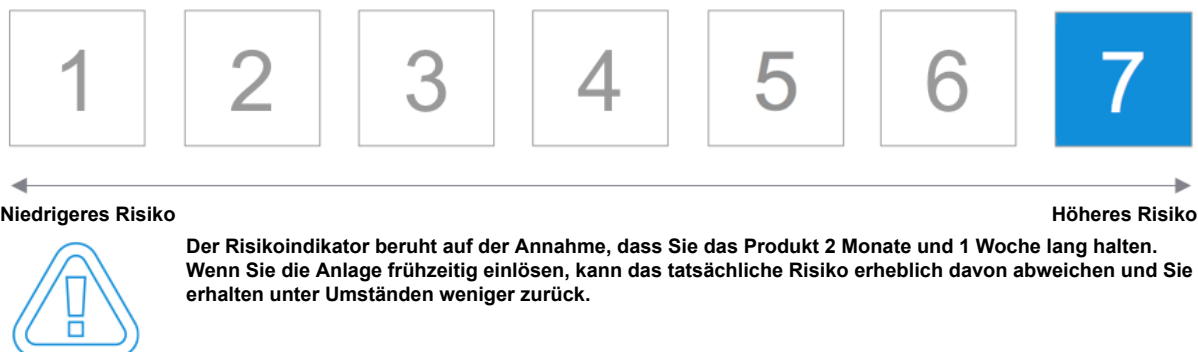 1 2 3 4 5 6 7
Niedrigeres Risiko Höheres Risiko
Der Risikoindikator beruht auf der Annahme, dass Sie das Produkt 2 Monate und 1 Woche lang halten.
Wenn Sie die Anlage frühzeitig einlösen, kann das tatsächliche Risiko erheblich davon abweichen und Sie
erhalten unter Umständen weniger zurück.